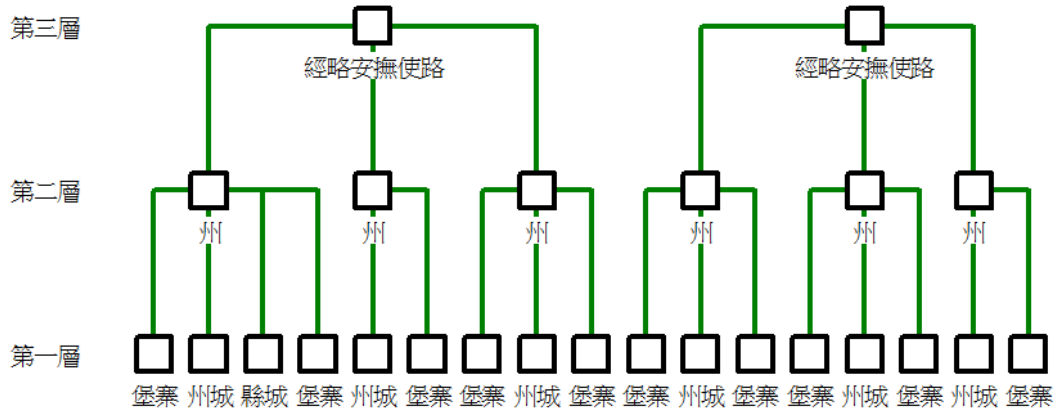 第三層
經略安撫使路 經略安撫使路
第二層
州 州 州 州 州 州
第一層
堡寨 州城 縣城 堡寨 州城 堡寨 堡寨 州城 堡寨 堡寨 州城 堡寨 堡寨 州城 堡寨 州城 堡寨